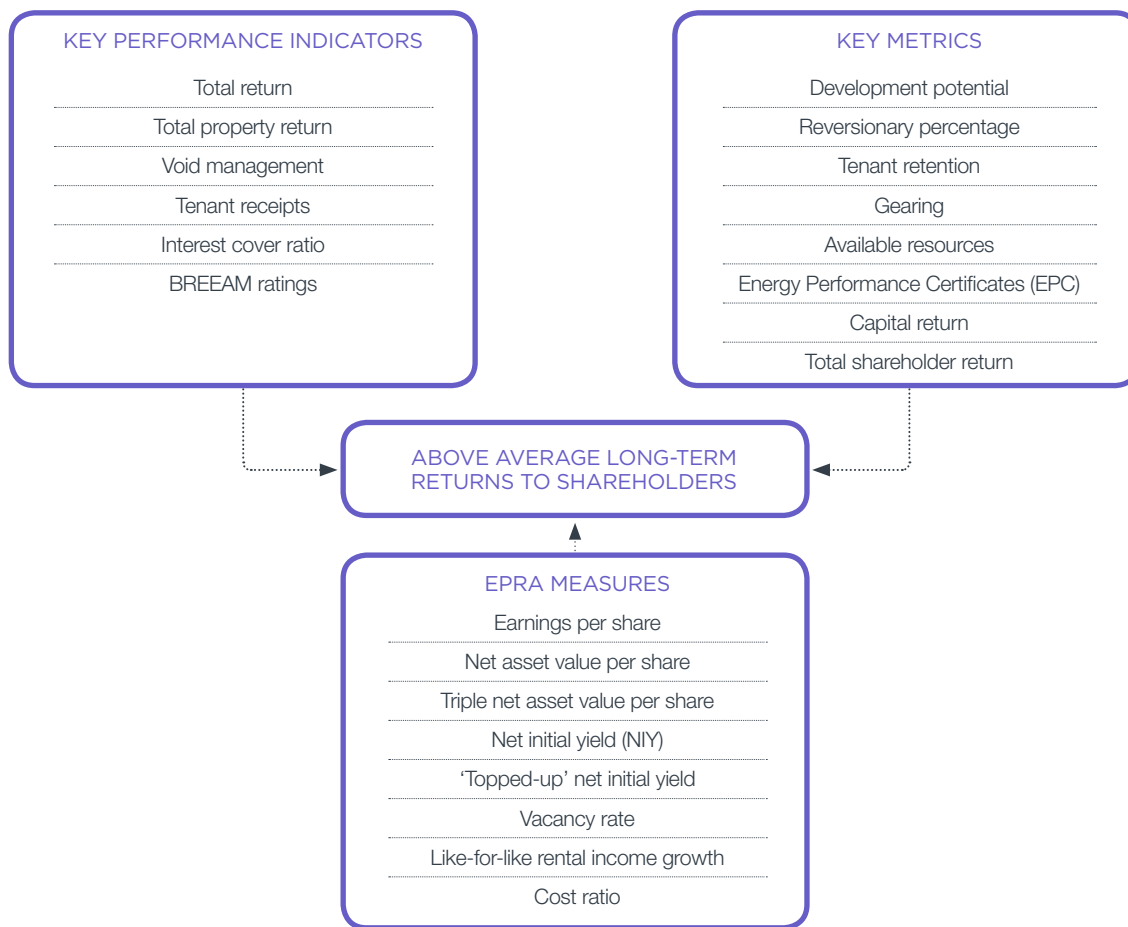 KEY PERFORMANCE INDICATORS
Total return
Total property return
Void management
Tenant receipts
Interest cover ratio
BREEAM ratings
KEY METRICS
Development potential
Reversionary percentage
Tenant retention
Gearing
Available resources
Energy Performance Certificates (EPC)
Capital return
Total shareholder return
ABOVE AVERAGE LONG-TERM
RETURNS TO SHAREHOLDERS
EPRA MEASURES
Earnings per share
Net asset value per share
Triple net asset value per share
Net initial yield (NIY)
‘Topped-up’ net initial yield
Vacancy rate
Like-for-like rental income growth
Cost ratio